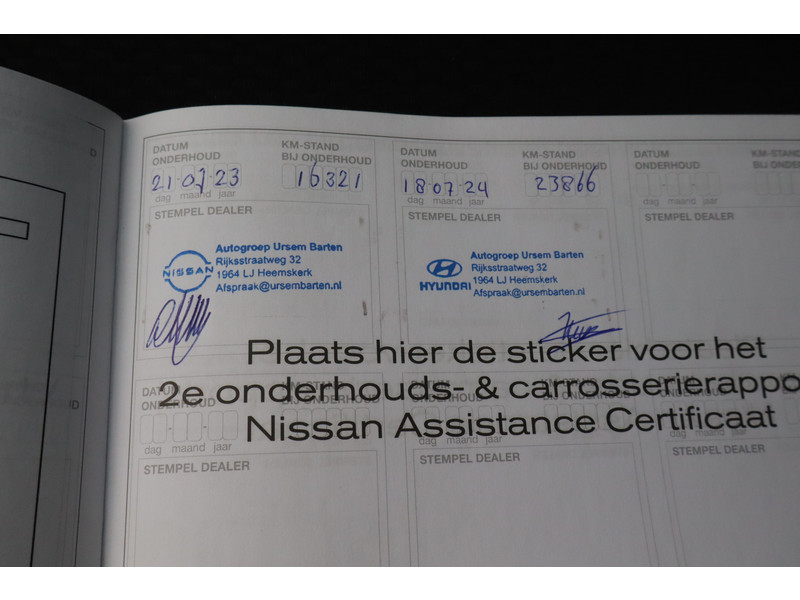 DATUM ONDERHOUD
KM-STAND BIJ ONDERHOUD
21-07-23
16321
dag maand jaar
STEMPEL DEALER
NISSAN
Autogroep Ursem Barten
Rijksstraatweg 32
1964 LJ Heemskerk
Afspraak@ursembarten.nl
DATUM ONDERHOUD
KM-STAND BIJ ONDERHOUD
18-07-24
23866
dag maand jaar
STEMPEL DEALER
HYUNDAI
Autogroep Ursem Barten
Rijksstraatweg 32
1964 LJ Heemskerk
Afspraak@ursembarten.nl
DATUM ONDERHOUD
KM-STAND
dag maand jaar
STEMPEL DEALER
Plaats hier de sticker voor het
2e onderhouds- & carrosserierappo
Nissan Assistance Certificaat
DATUM ONDERHOUD
dag maand jaar
STEMPEL DEALER
DATUM
dag maand jaar
STEMPEL DEALER
STEMPEL DEALER